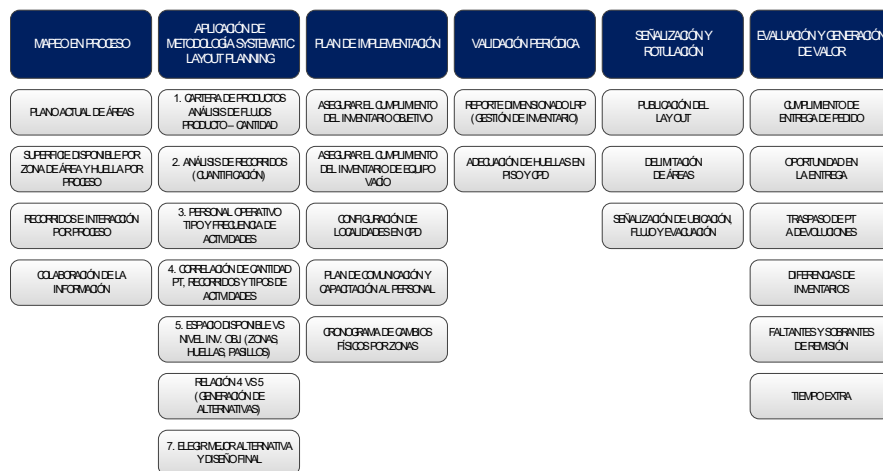 MAPEO EN PROCESO
PLANO ACTUAL DE ÁREAS
SUPERFICIE DISPONIBLE POR
ZONA DE ÁREA Y HUELLA POR
PROCESO
RECORRIDOS E INTERACCIÓN
POR PROCESO
COLABORACIÓN DE LA
INFORMACIÓN
APLICACIÓN DE
METODOLOGÍA SYSTEMATIC
LAYOUT PLANNING
1. CARTERA DE PRODUCTOS
ANÁLISIS DE FLUJOS
PRODUCTO – CANTIDAD
2. ANÁLISIS DE RECORRIDOS
(CUANTIFICACIÓN)
3. PERSONAL OPERATIVO
TIPO Y FRECUENCIA DE
ACTIVIDADES
4. CORRELACIÓN DE CANTIDAD
PT, RECORRIDOS Y TIPOS DE
ACTIVIDADES
5. ESPACIO DISPONIBLE VS
NIVEL INV. OBJ. (ZONAS,
HUELLAS, PASILLOS)
RELACIÓN 4 VS 5
(GENERACIÓN DE
ALTERNATIVAS)
7. ELEGIR MEJOR ALTERNATIVA
Y DISEÑO FINAL
PLAN DE IMPLEMENTACIÓN
ASEGURAR EL CUMPLIMIENTO
DEL INVENTARIO OBJETIVO
ASEGURAR EL CUMPLIMIENTO
DEL INVENTARIO DE EQUIPO
VACÍO
CONFIGURACIÓN DE
LOCALIDADES EN CPD
PLAN DE COMUNICACIÓN Y
CAPACITACIÓN AL PERSONAL
CRONOGRAMA DE CAMBIOS
FÍSICOS POR ZONAS
VALIDACIÓN PERIÓDICA
REPORTE DIMENSIONADO LRP
(GESTIÓN DE INVENTARIO)
ADECUACIÓN DE HUELLAS EN
PISO Y CPD
SEÑALIZACIÓN Y
ROTULACIÓN
PUBLICACIÓN DEL
LAYOUT
DELIMITACIÓN
DE ÁREAS
SEÑALIZACIÓN DE UBICACIÓN,
FLUJO Y EVACUACIÓN
EVALUACIÓN Y GENERACIÓN
DE VALOR
CUMPLIMIENTO DE
ENTREGA DE PEDIDO
OPORTUNIDAD EN
LA ENTREGA
TRASPASO DE PT
A DEVOLUCIONES
DIFERENCIAS DE
INVENTARIOS
FALTANTES Y SOBRANTES
DE REMISIÓN
TIEMPO EXTRA